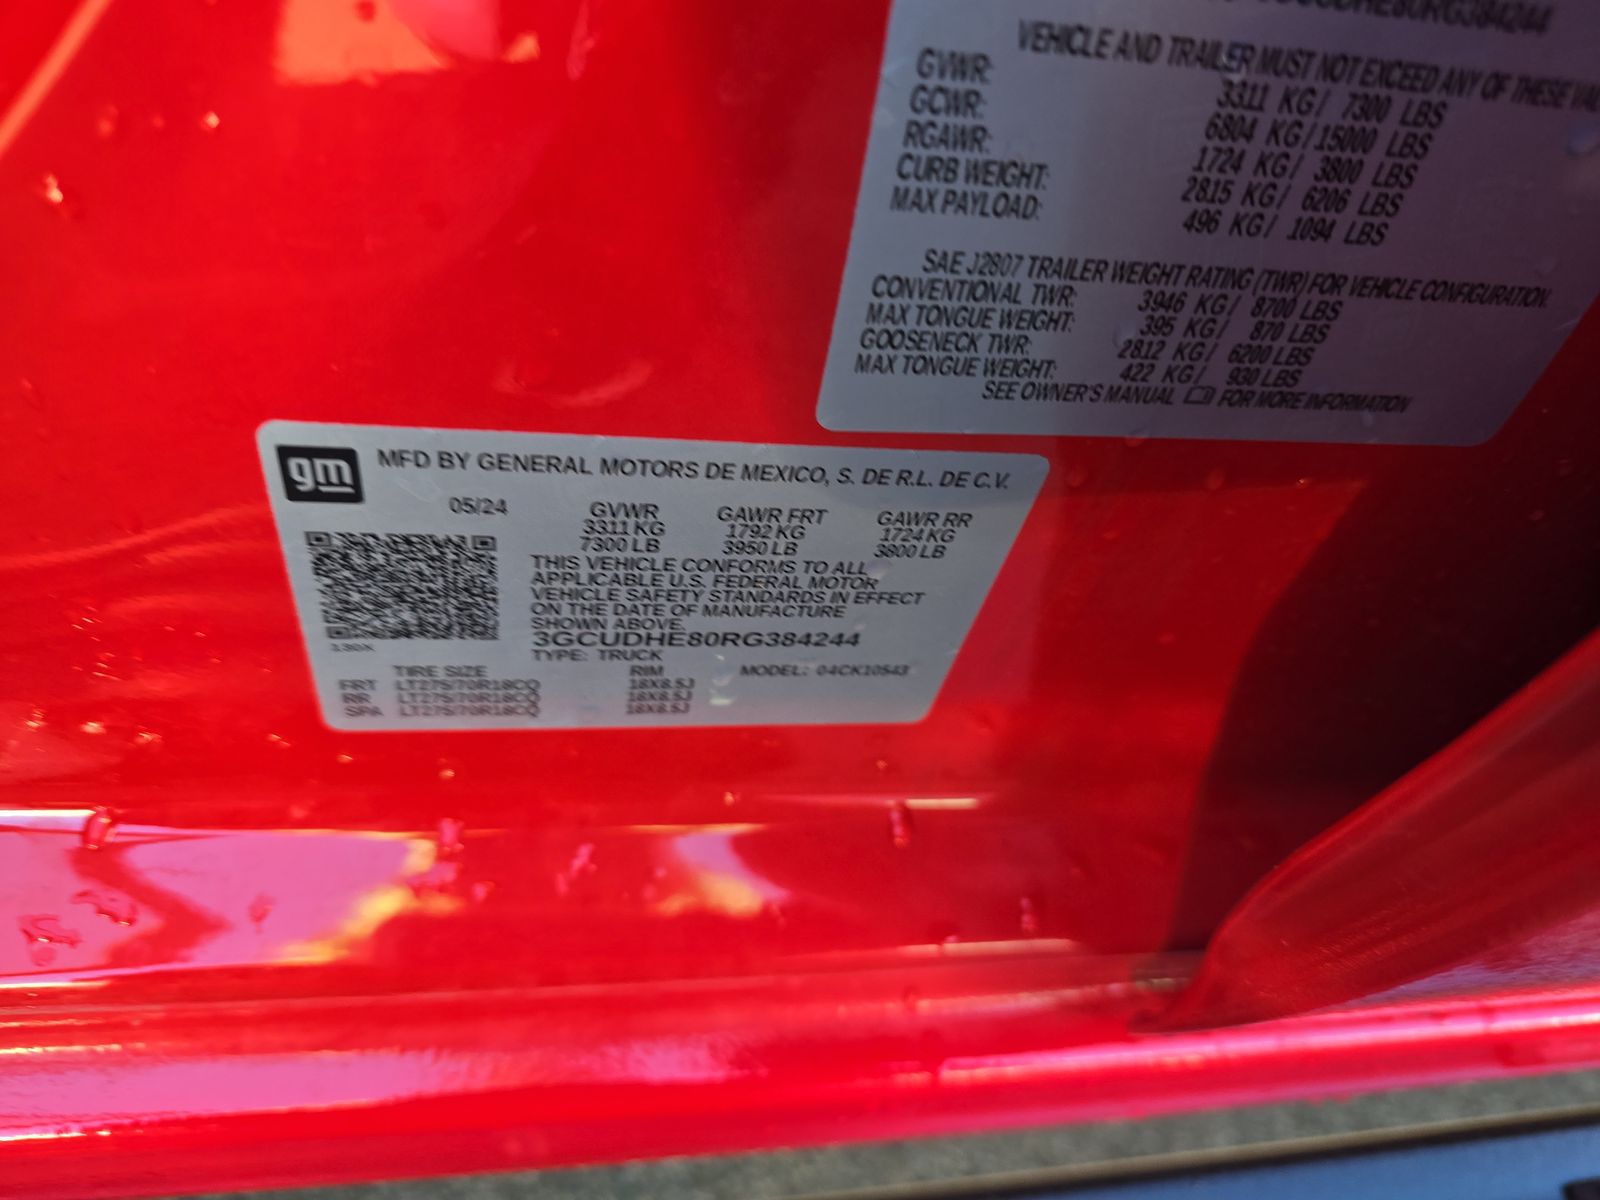 3GCUDHE80RG384244
VEHICLE AND TRAILER MUST NOT EXCEED ANY OF THESE
GVWR: 3311 KG/ 7300 LBS
GCWR: 6804 KG/15000 LBS
RGAWR: 1724 KG/ 3800 LBS
CURB WEIGHT: 2815 KG/ 6206 LBS
MAX PAYLOAD: 496 KG/ 1094 LBS
SAE J2807 TRAILER WEIGHT RATING (TWR) FOR VEHICLE CONFIGURATION.
CONVENTIONAL TWR: 3946 KG/ 8700 LBS
MAX TONGUE WEIGHT: 395 KG/ 870 LBS
GOOSENECK TWR: 2812 KG/ 6200 LBS
MAX TONGUE WEIGHT: 422 KG/ 930 LBS
SEE OWNER'S MANUAL FOR MORE INFORMATION
gm MFD BY GENERAL MOTORS DE MEXICO, S. DE R.L. DE C.V.
05/24 GVWR GAWR FRT GAWR RR
3311 KG 1792 KG 1724 KG
7300 LB 3950 LB 3800 LB
THIS VEHICLE CONFORMS TO ALL
APPLICABLE U.S. FEDERAL MOTOR
VEHICLE SAFETY STANDARDS IN EFFECT
ON THE DATE OF MANUFACTURE
SHOWN ABOVE.
3GCUDHE80RG384244
TYPE: TRUCK
TIRE SIZE RIM MODEL: 04CK10543
FRT LT275/70R18CQ 18X8.5J
RR LT275/70R18CQ 18X8.5J
SPA LT275/70R18CQ 18X8.5J